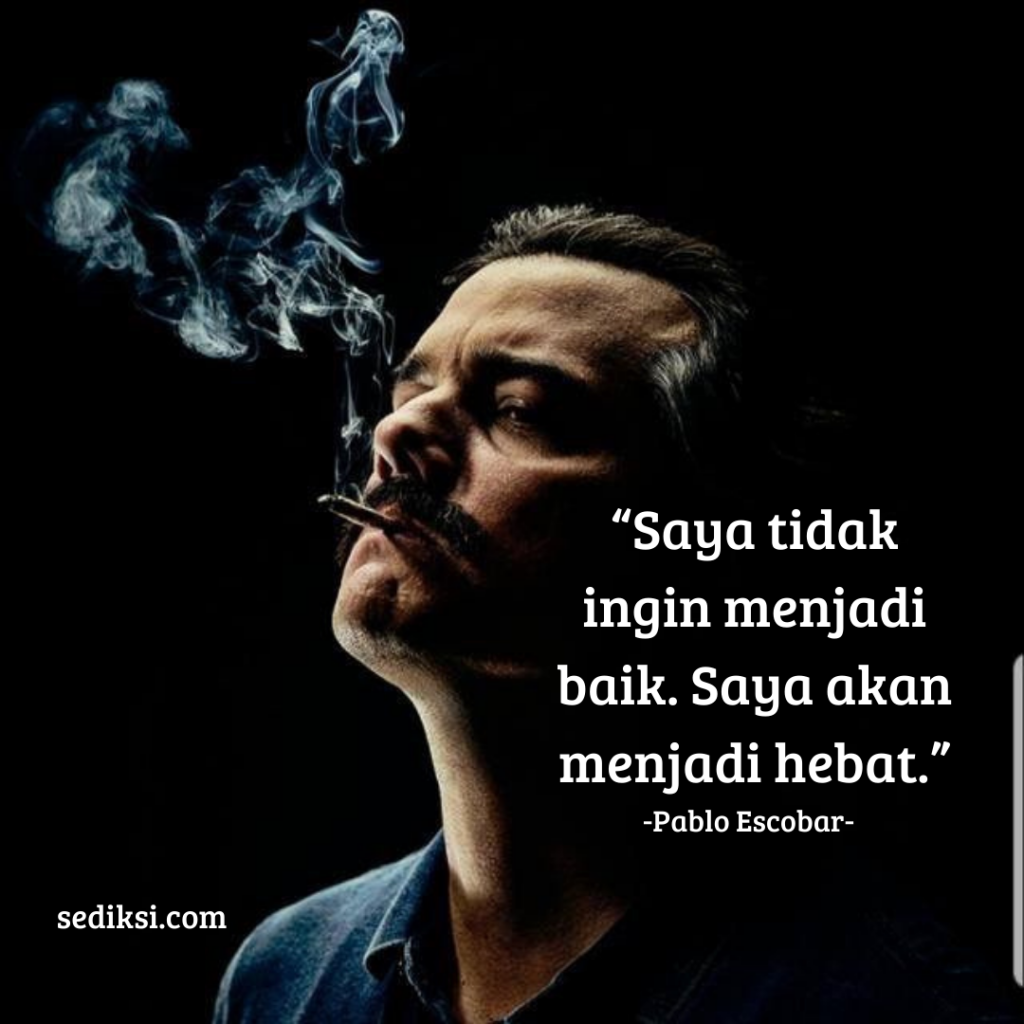 “Saya tidak
ingin menjadi
baik. Saya akan
menjadi hebat.”
-Pablo Escobar-
sediksi.com